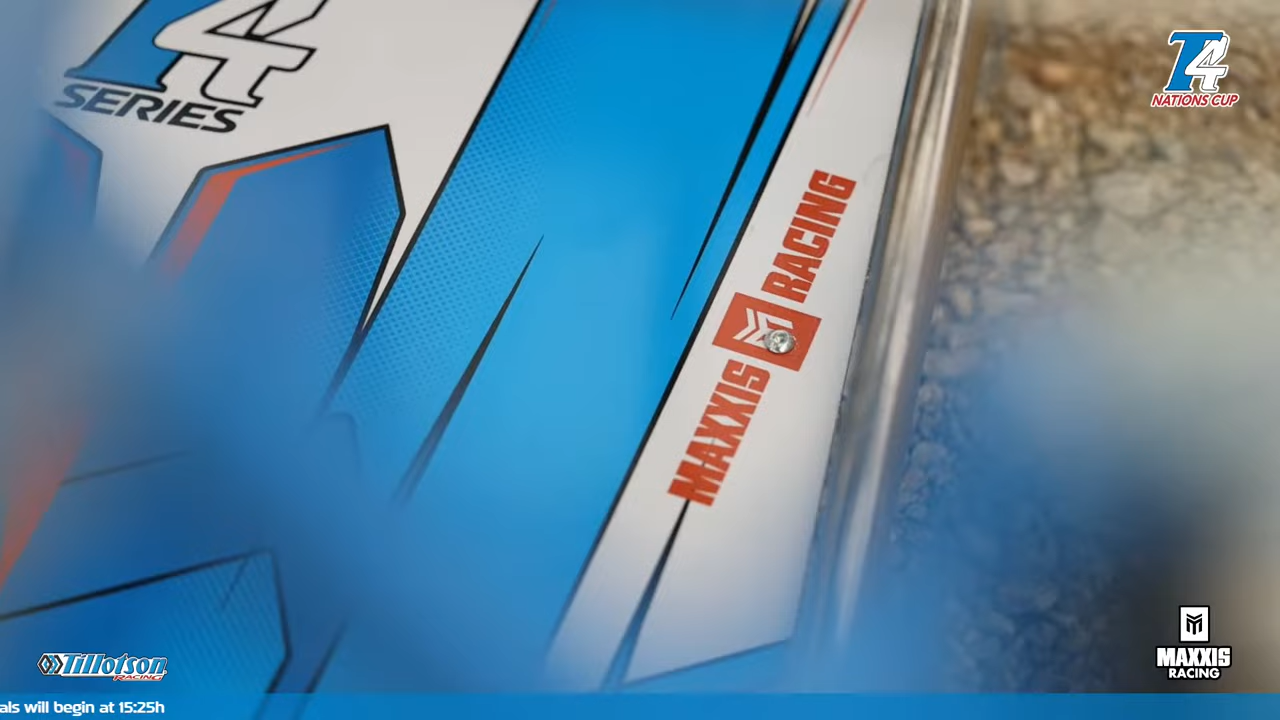 T4
SERIES
T4
NATIONS CUP
MAXXIS RACING
Tillotson
RACING
MAXXIS
RACING
als will begin at 15:25h